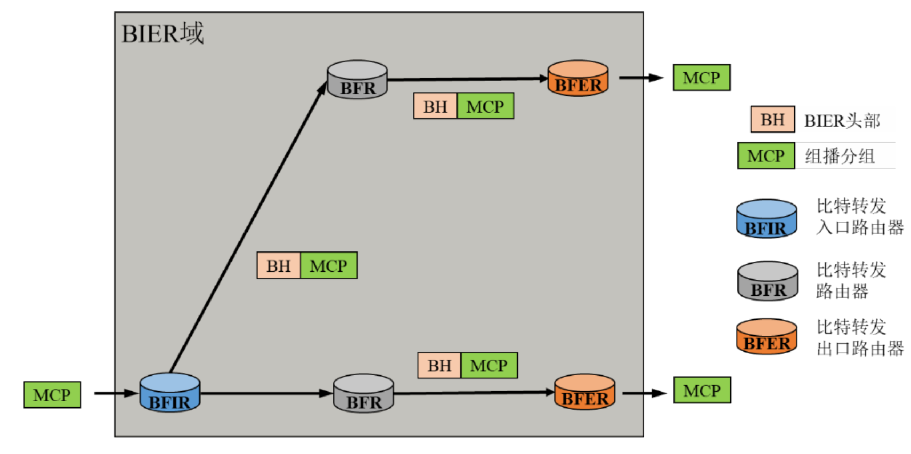 BIER域
BFR
BFER
MCP
BH MCP
BH BIER头部
MCP 组播分组
比特转发
BFIR 入口路由器
BH MCP
比特转发
BFR 路由器
比特转发
BFER 出口路由器
BH MCP
MCP
BFIR
BFR
BFER
MCP